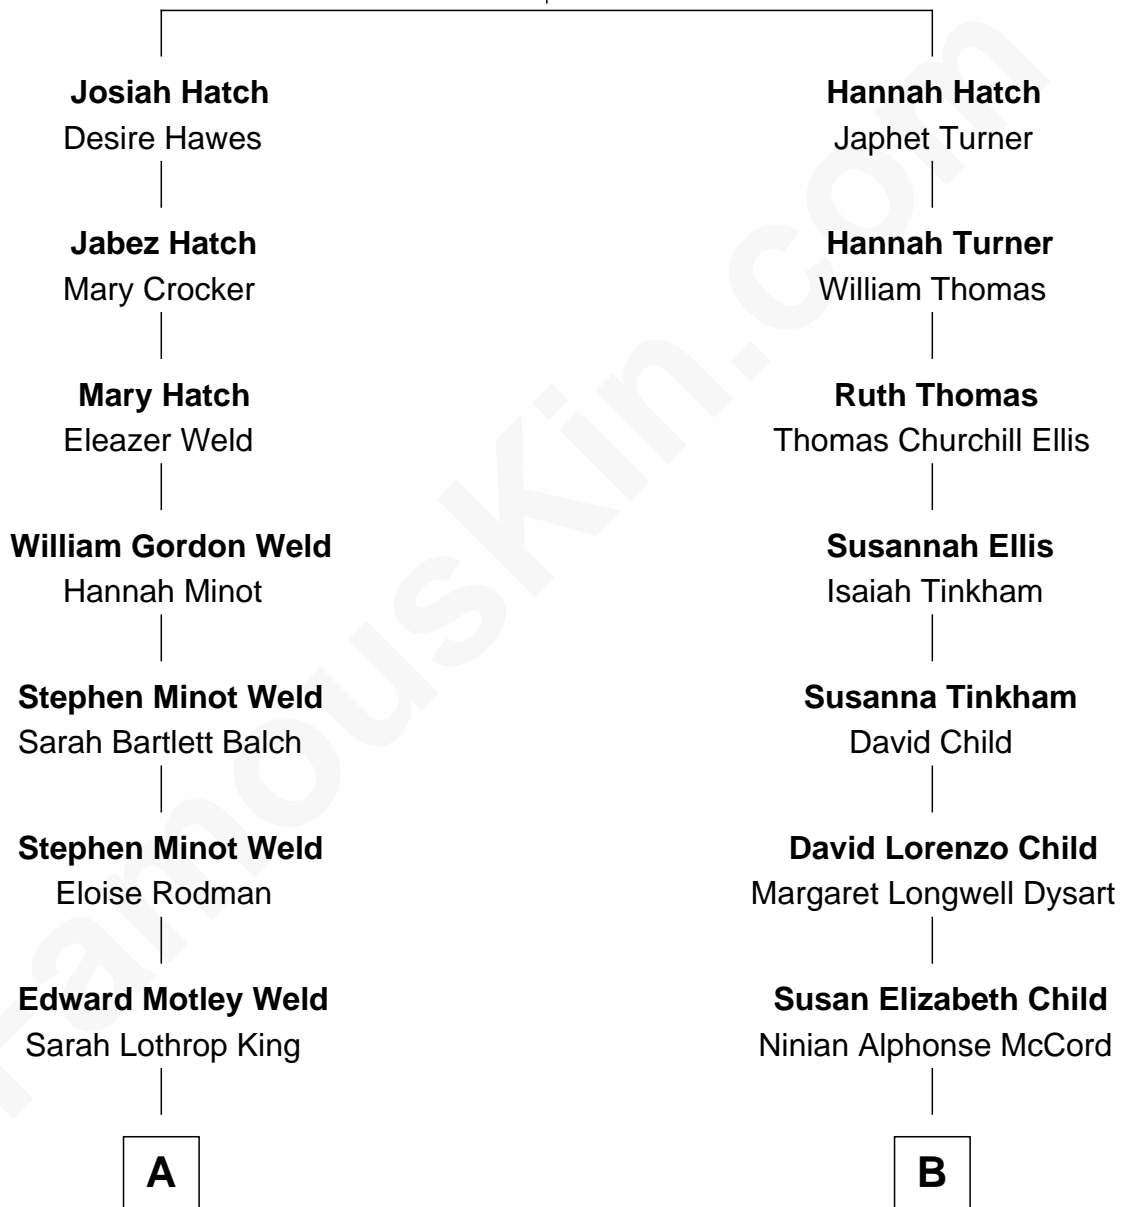 Josiah Hatch
Desire Hawes
Jabez Hatch
Mary Crocker
Mary Hatch
Eleazer Weld
William Gordon Weld
Hannah Minot
Stephen Minot Weld
Sarah Bartlett Balch
Stephen Minot Weld
Eloise Rodman
Edward Motley Weld
Sarah Lothrop King
A
Hannah Hatch
Japhet Turner
Hannah Turner
William Thomas
Ruth Thomas
Thomas Churchill Ellis
Susannah Ellis
Isaiah Tinkham
Susanna Tinkham
David Child
David Lorenzo Child
Margaret Longwell Dysart
Susan Elizabeth Child
Ninian Alphonse McCord
B
FamousKin.com